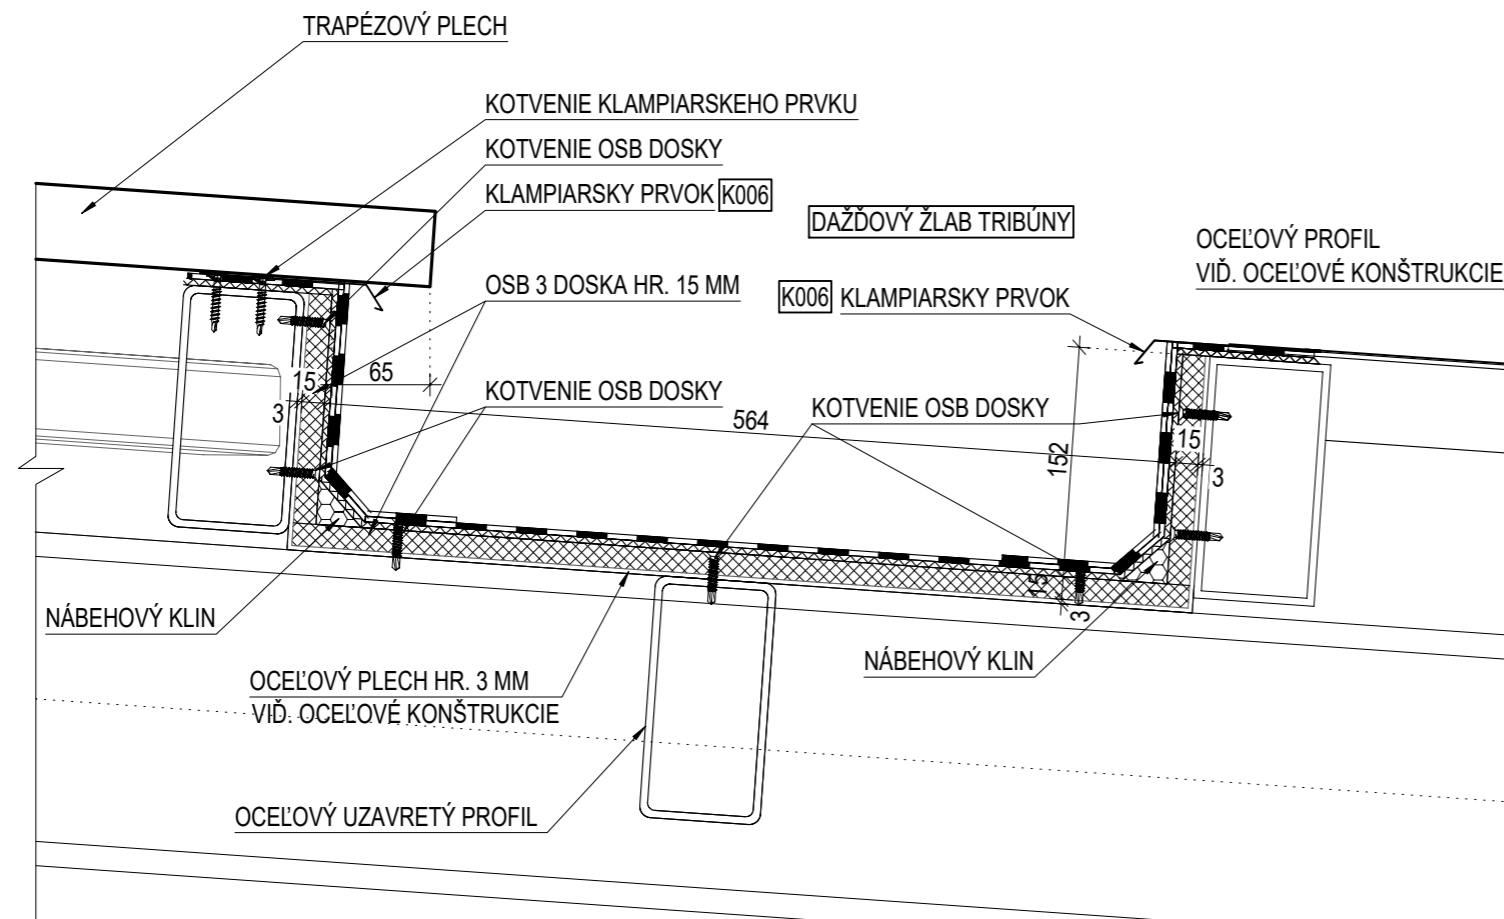 TRAPÉZOVÝ PLECH
KOTVENIE KLAMPIARSKEHO PRVKU
KOTVENIE OSB DOSKY
KLAMPIARSKY PRVOK K006
DAŽĎOVÝ ŽLAB TRIBÚNY
OCEĽOVÝ PROFIL
VIĎ. OCEĽOVÉ KONŠTRUKCIE
OSB 3 DOSKA HR. 15 MM
K006 KLAMPIARSKY PRVOK
15
65
3
KOTVENIE OSB DOSKY
564
KOTVENIE OSB DOSKY
152
15
3
15
3
NÁBEHOVÝ KLIN
NÁBEHOVÝ KLIN
OCEĽOVÝ PLECH HR. 3 MM
VIĎ. OCEĽOVÉ KONŠTRUKCIE
OCEĽOVÝ UZAVRETÝ PROFIL